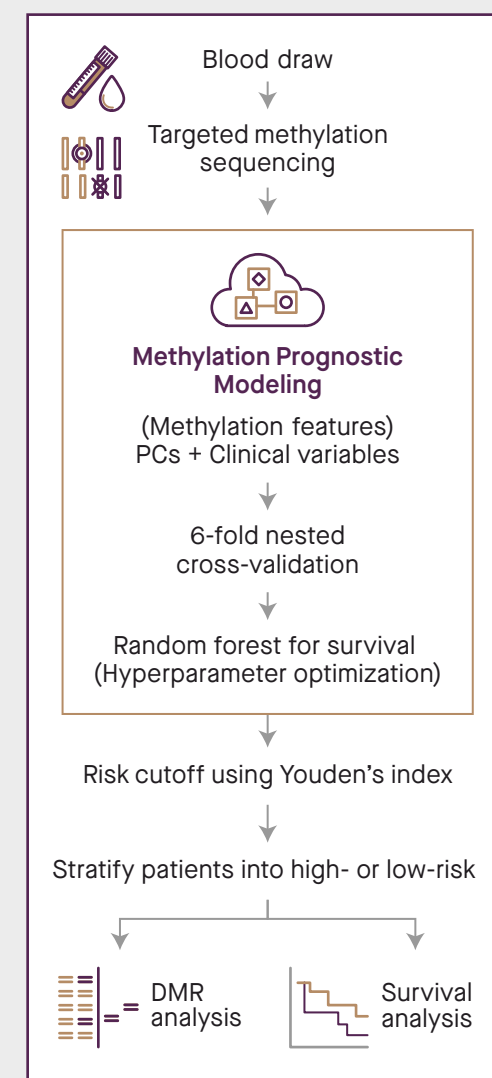 Blood draw
Targeted methylation
sequencing
Methylation Prognostic
Modeling
(Methylation features)
PCs + Clinical variables
6-fold nested
cross-validation
Random forest for survival
(Hyperparameter optimization)
Risk cutoff using Youden’s index
Stratify patients into high- or low-risk
DMR
analysis
Survival
analysis